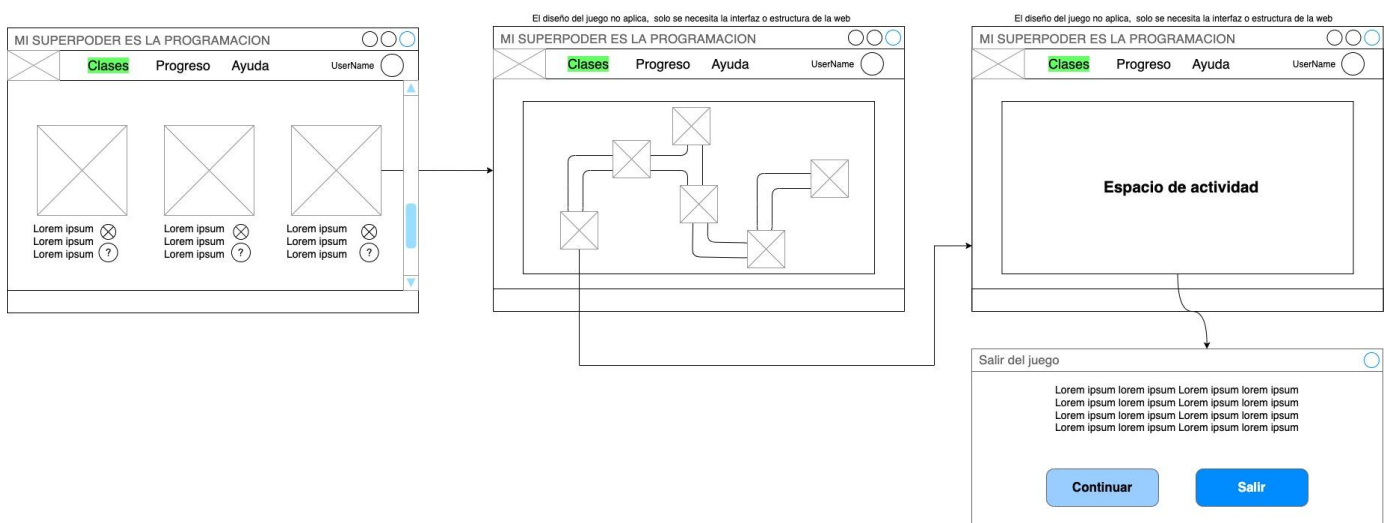 MI SUPERPODER ES LA PROGRAMACION
Clases Progreso Ayuda UserName
Lorem ipsum
Lorem ipsum
Lorem ipsum ?
Lorem ipsum
Lorem ipsum
Lorem ipsum ?
Lorem ipsum
Lorem ipsum
Lorem ipsum ?
El diseño del juego no aplica, solo se necesita la interfaz o estructura de la web
MI SUPERPODER ES LA PROGRAMACION
Clases Progreso Ayuda UserName
El diseño del juego no aplica, solo se necesita la interfaz o estructura de la web
MI SUPERPODER ES LA PROGRAMACION
Clases Progreso Ayuda UserName
Espacio de actividad
Salir del juego
Lorem ipsum lorem ipsum Lorem ipsum lorem ipsum
Lorem ipsum lorem ipsum Lorem ipsum lorem ipsum
Lorem ipsum lorem ipsum Lorem ipsum lorem ipsum
Lorem ipsum lorem ipsum Lorem ipsum lorem ipsum
Continuar Salir